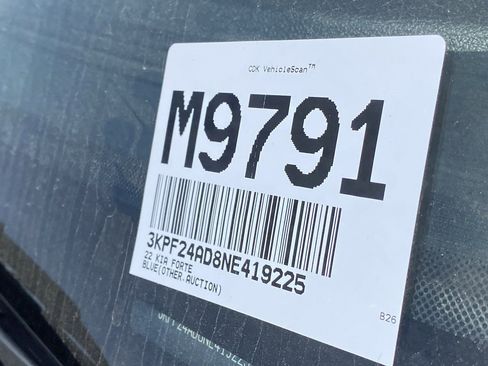 CDK VehicleScan™
M9791
3KPF24AD8NE419225
22 KIA FORTE
BLUE(OTHER.AUCTION)
B26